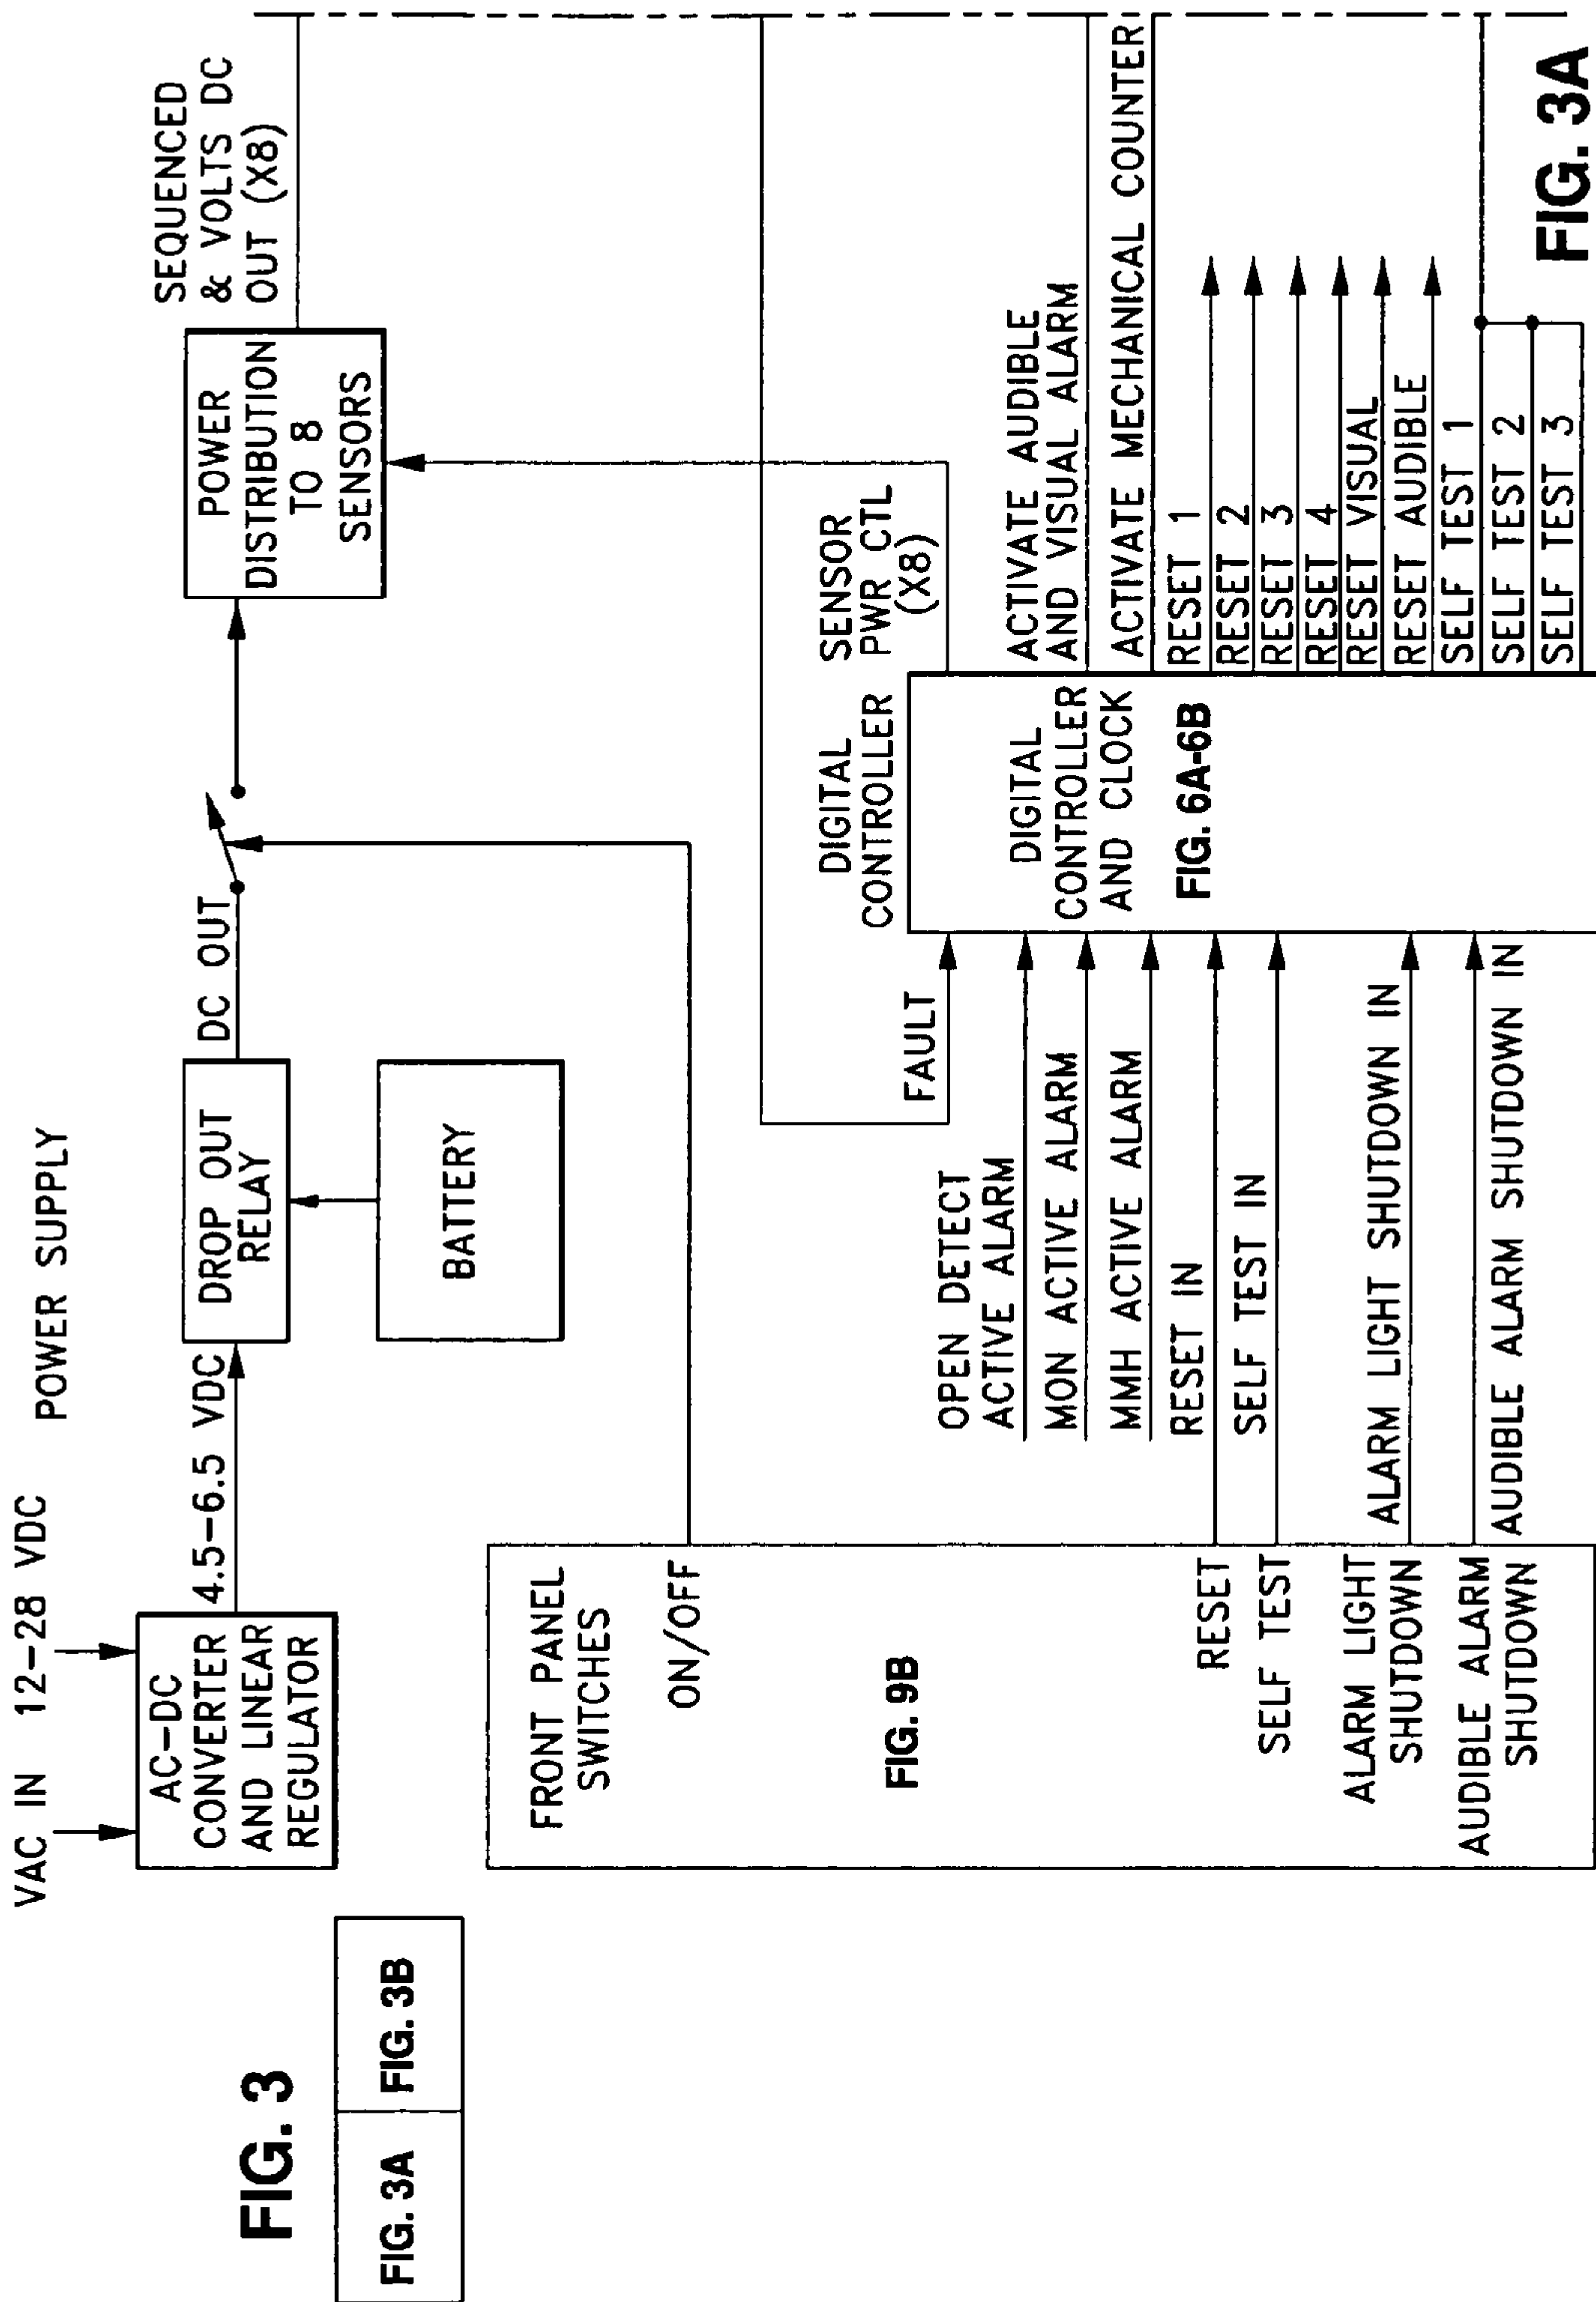 FIG. 3
FIG. 3A
FIG. 3B
VAC IN
12-28 VDC
POWER SUPPLY
AC-DC
CONVERTER
AND LINEAR
REGULATOR
4.5-6.5 VDC
DROP OUT
RELAY
DC OUT
BATTERY
POWER
DISTRIBUTION
TO 8
SENSORS
SEQUENCED
& VOLTS DC
OUT (X8)
FRONT PANEL
SWITCHES
ON/OFF
FIG. 9B
RESET
SELF TEST
ALARM LIGHT
SHUTDOWN
AUDIBLE ALARM
SHUTDOWN
FAULT
OPEN DETECT
ACTIVE ALARM
MON ACTIVE ALARM
MMH ACTIVE ALARM
RESET IN
SELF TEST IN
ALARM LIGHT SHUTDOWN IN
AUDIBLE ALARM SHUTDOWN IN
DIGITAL
CONTROLLER
DIGITAL
CONTROLLER
AND CLOCK
FIG. 6A-6B
SENSOR
PWR CTL
(X8)
ACTIVATE AUDIBLE
AND VISUAL ALARM
ACTIVATE MECHANICAL COUNTER
RESET 1
RESET 2
RESET 3
RESET 4
RESET VISUAL
RESET AUDIBLE
SELF TEST 1
SELF TEST 2
SELF TEST 3
FIG. 3A